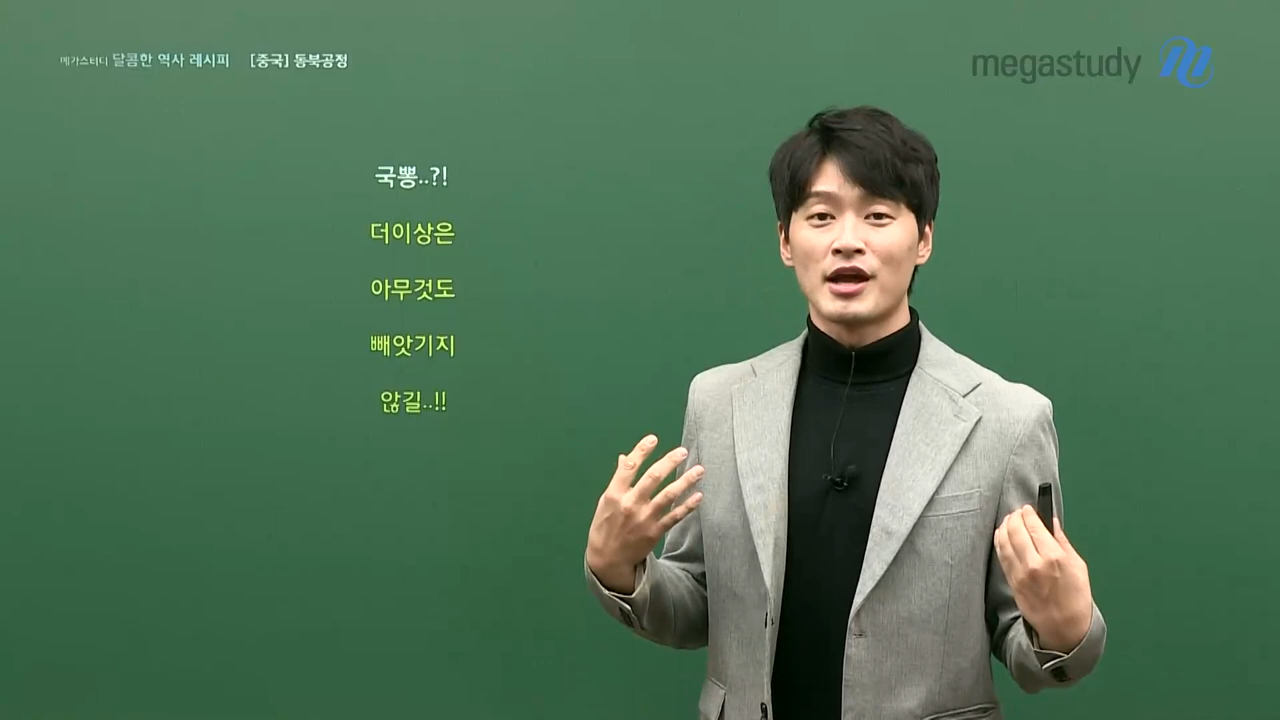 메가스터디 달콤한 역사 레시피 [중국] 동북공정
megastudy
국뽕..?!
더이상은
아무것도
빼앗기지
않길..!!